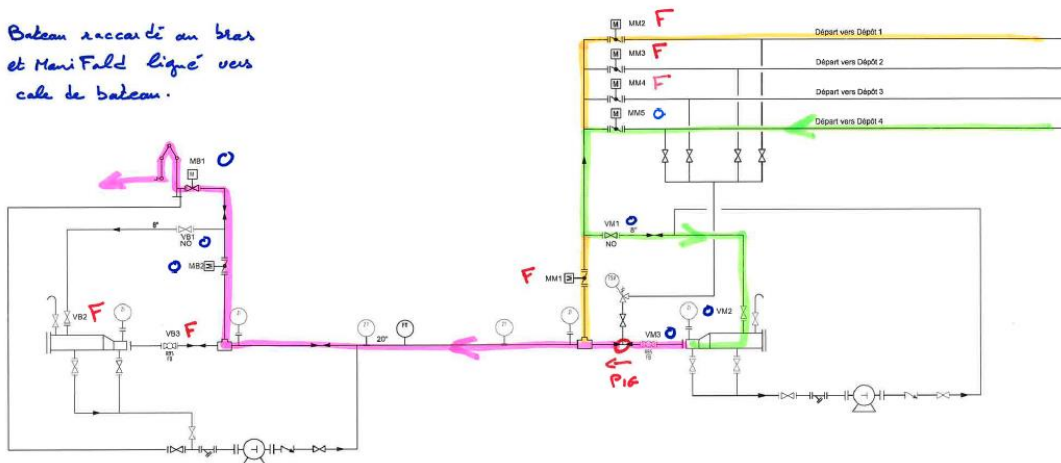 Bateau raccordé au bras
et ManiFold ligné vers
cale de bateau.
MM2 F
M
Départ vers Dépôt 1
MM3 F
M
Départ vers Dépôt 2
MM4 F
M
Départ vers Dépôt 3
MM5 O
M
Départ vers Dépôt 4
MB1 O
M
8"
VB1 O
NO
VM1 O
8"
NO
O MB2 M
F MM1 M
VB2 F
VB3 F
20"
VM3 O
O VM2
PIG